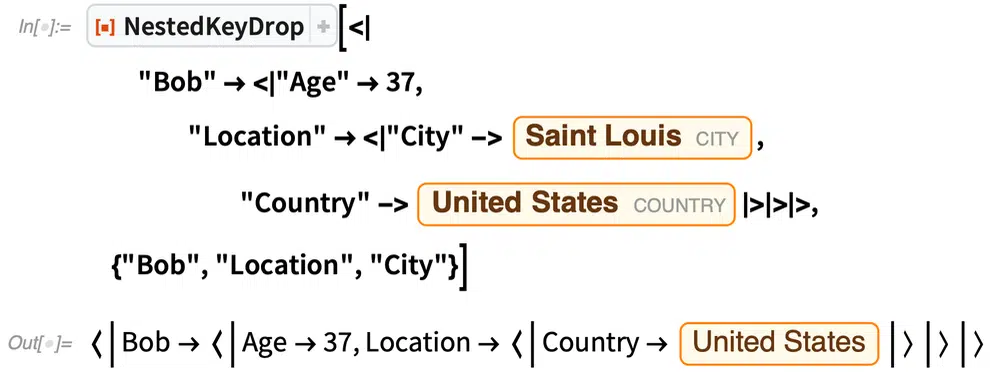 In[•]:= [▪] NestedKeyDrop + [<|
"Bob" → <|"Age" → 37,
"Location" → <|"City" -> Saint Louis CITY ,
"Country" -> United States COUNTRY |>|>|>,
{"Bob", "Location", "City"}]
Out[•]= <| Bob → <| Age → 37, Location → <| Country → United States |>|>|>